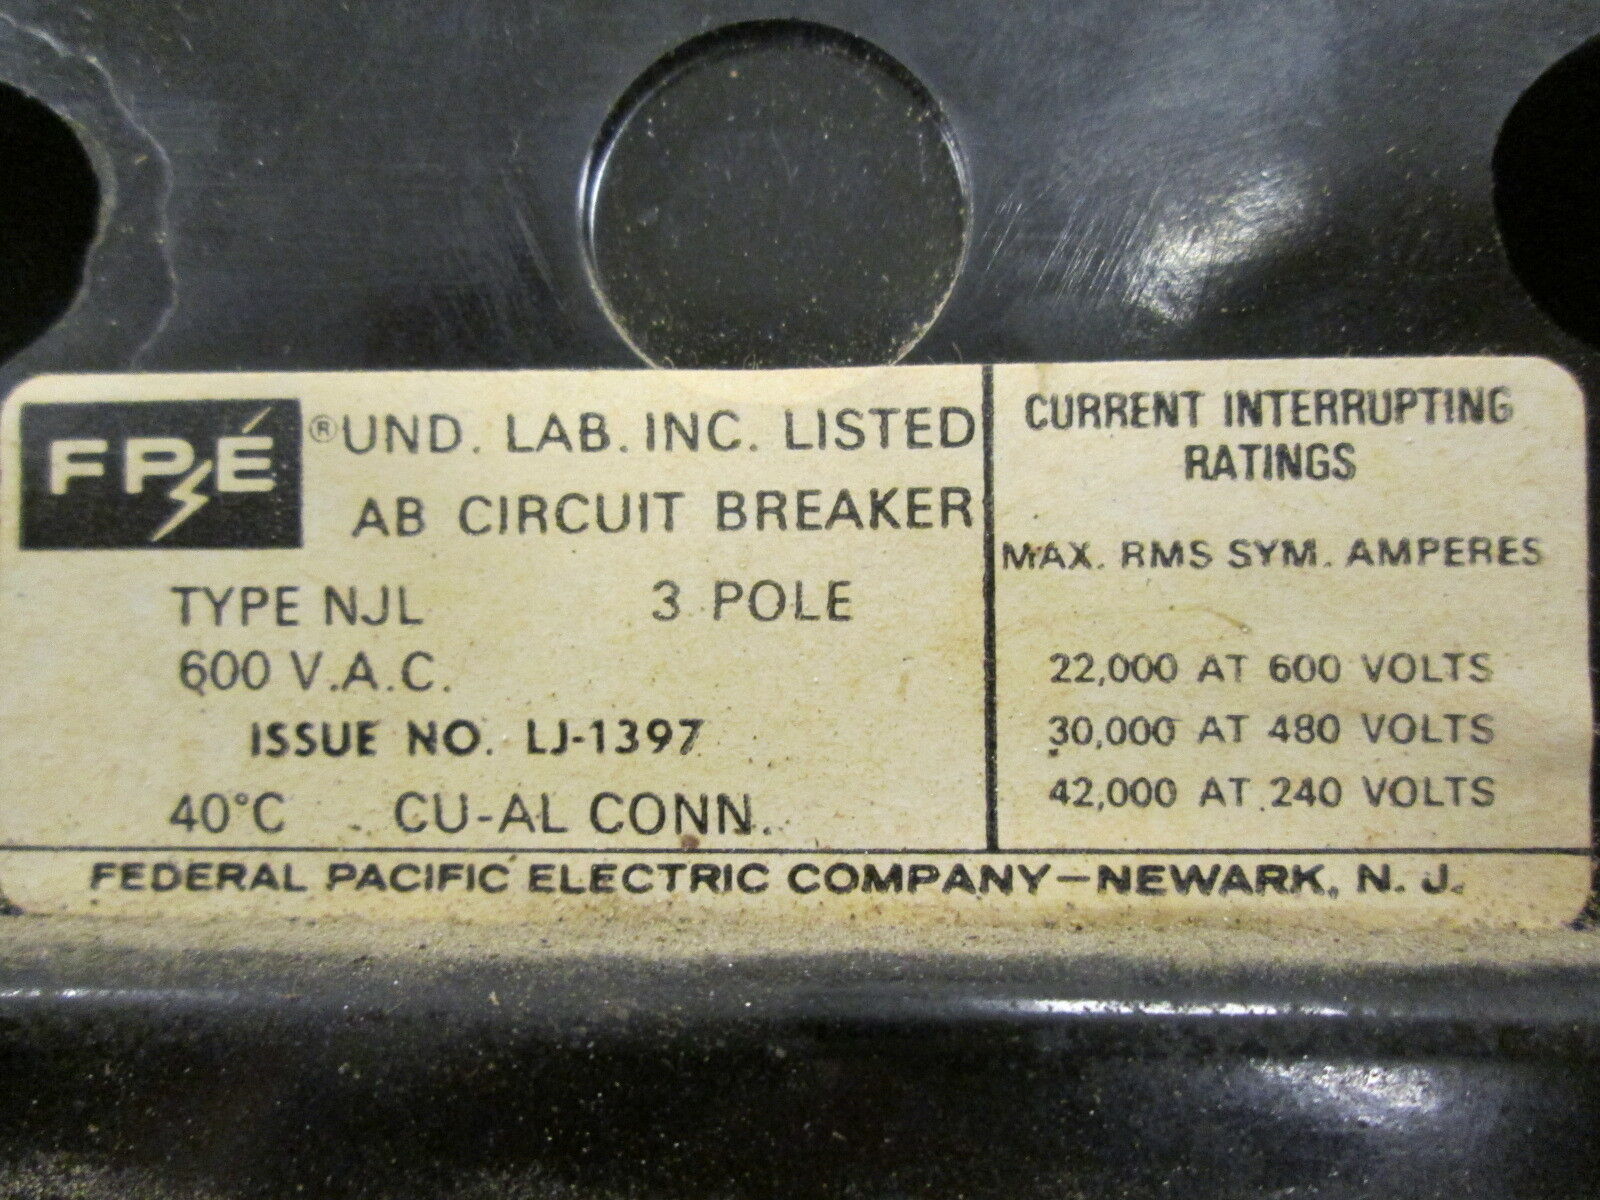 FPE® UND. LAB. INC. LISTED
AB CIRCUIT BREAKER
TYPE NJL 3 POLE
600 V.A.C.
ISSUE NO. LJ-1397
40°C CU-AL CONN.
CURRENT INTERRUPTING
RATINGS
MAX. RMS SYM. AMPERES
22,000 AT 600 VOLTS
30,000 AT 480 VOLTS
42,000 AT 240 VOLTS
FEDERAL PACIFIC ELECTRIC COMPANY—NEWARK, N. J.